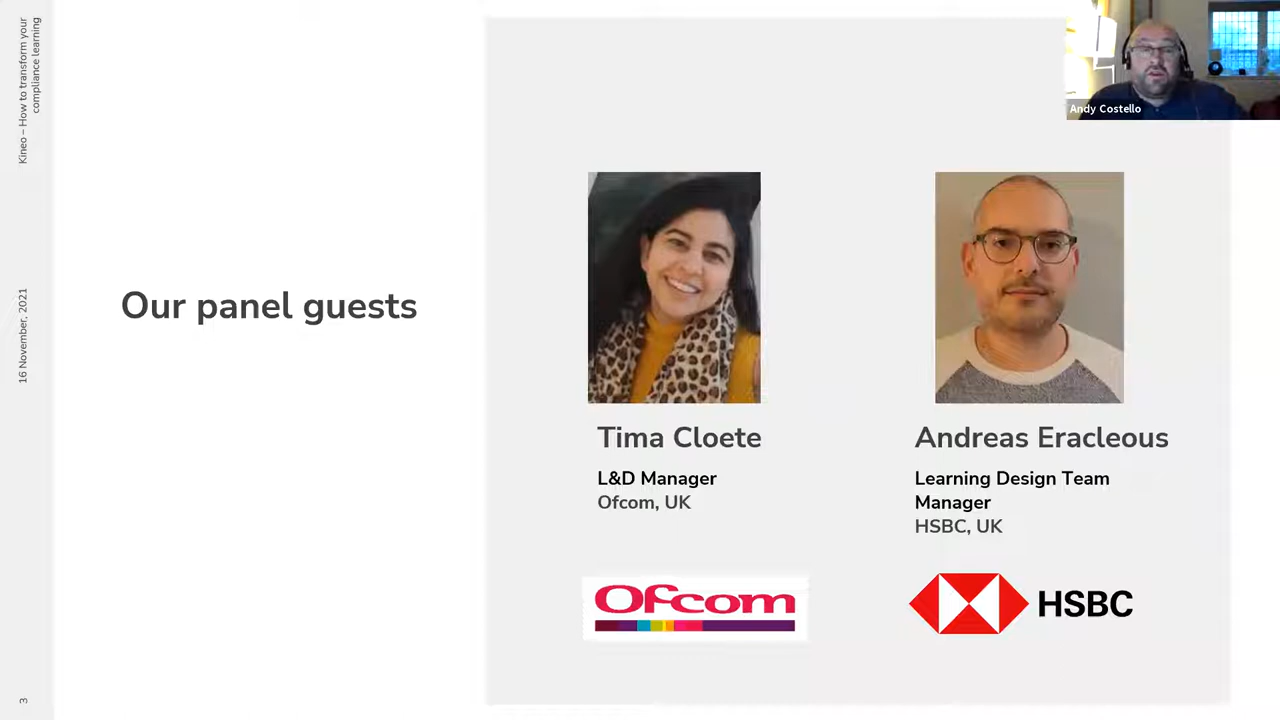 Kineo – How to transform your
compliance learning
16 November, 2021
3
Our panel guests
Andy Costello
Tima Cloete
L&D Manager
Ofcom, UK
Ofcom
Andreas Eracleous
Learning Design Team
Manager
HSBC, UK
HSBC